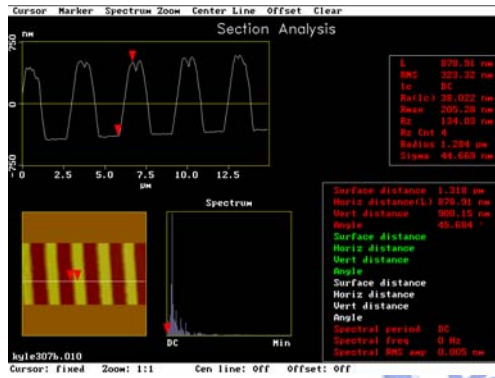 Cursor Marker Spectrum Zoom Center Line Offset Clear
Section Analysis
nm
750
0
-750
0 2.5 5.0 7.5 10.0 12.5
µm
L 878.91 nm
RMS 323.32 nm
lc DC
Ra(lc) 38.022 nm
Rmax 205.28 nm
Rz 134.03 nm
Rz Cnt 4
Radius 1.204 µm
Sigma 44.669 nm
Spectrum
DC Min
Surface distance 1.318 µm
Horiz distance(L) 878.91 nm
Vert distance 900.15 nm
Angle 45.684 °
Surface distance
Horiz distance
Vert distance
Angle
Surface distance
Horiz distance
Vert distance
Angle
Spectral period DC
Spectral freq 0 Hz
Spectral RMS amp 0.005 nm
kyle307b.010
Cursor: fixed Zoom: 1:1 Cen line: Off Offset: Off